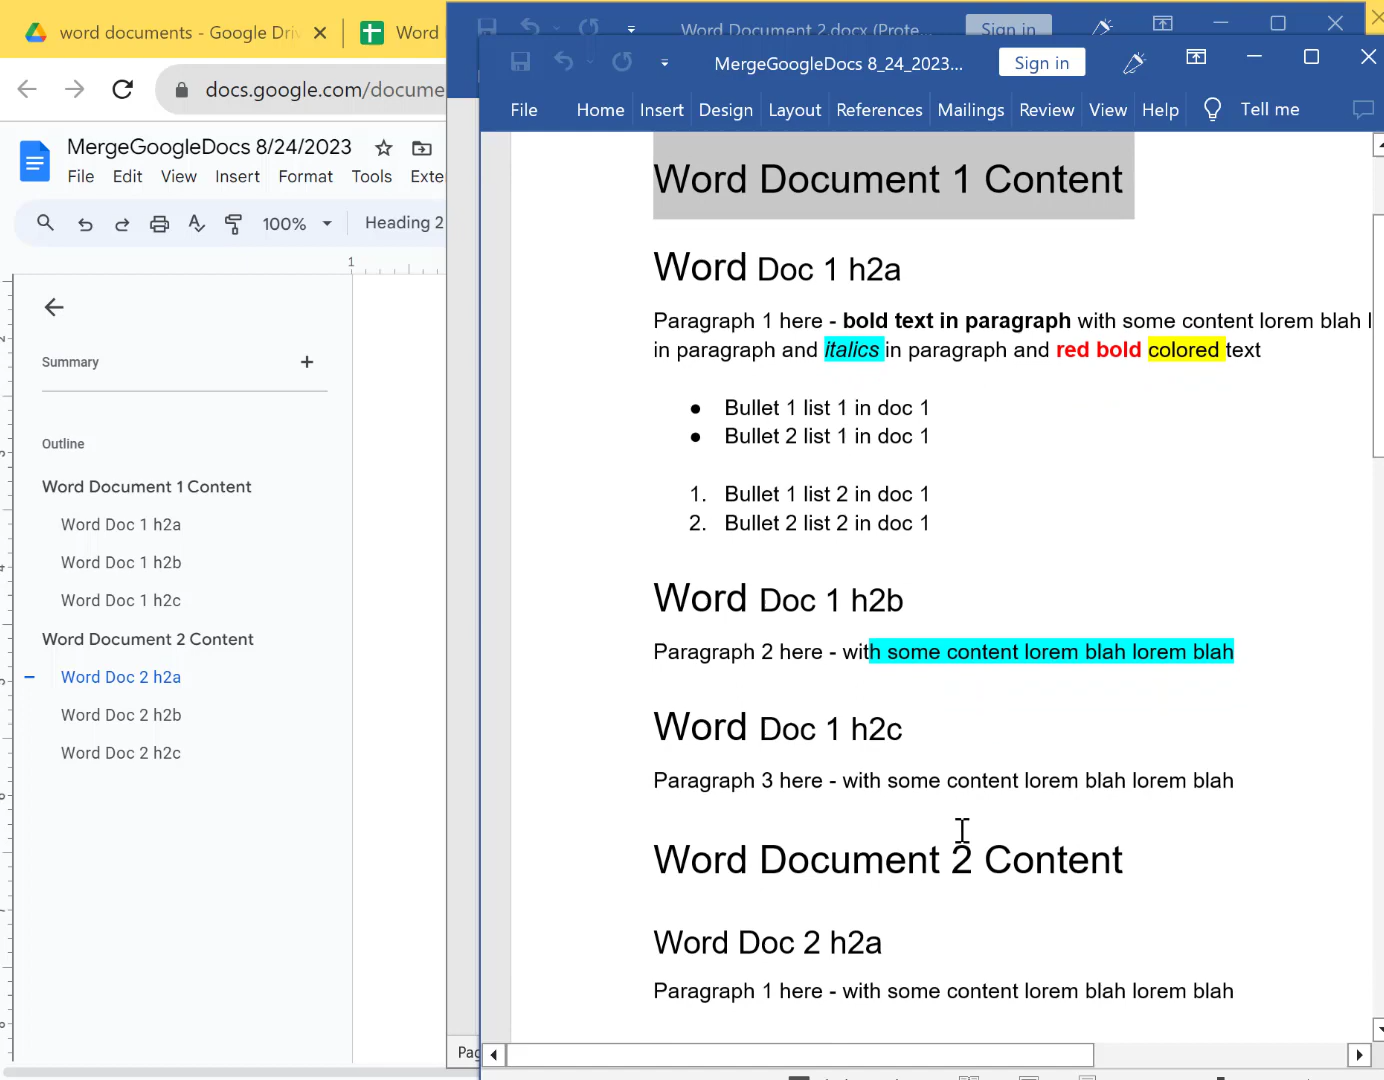 word documents - Google Dri
Word
docs.google.com/docume
MergeGoogleDocs 8/24/2023
File Edit View Insert Format Tools Exte
100% Heading 2
1
Summary
Outline
Word Document 1 Content
Word Doc 1 h2a
Word Doc 1 h2b
Word Doc 1 h2c
Word Document 2 Content
Word Doc 2 h2a
Word Doc 2 h2b
Word Doc 2 h2c
Word Document 2.docx (Prote... Sign in
MergeGoogleDocs 8_24_2023... Sign in
File Home Insert Design Layout References Mailings Review View Help Tell me
Word Document 1 Content
Word Doc 1 h2a
Paragraph 1 here - bold text in paragraph with some content lorem blah l
in paragraph and italics in paragraph and red bold colored text
● Bullet 1 list 1 in doc 1
● Bullet 2 list 1 in doc 1
1. Bullet 1 list 2 in doc 1
2. Bullet 2 list 2 in doc 1
Word Doc 1 h2b
Paragraph 2 here - with some content lorem blah lorem blah
Word Doc 1 h2c
Paragraph 3 here - with some content lorem blah lorem blah
Word Document 2 Content
Word Doc 2 h2a
Paragraph 1 here - with some content lorem blah lorem blah
Pag